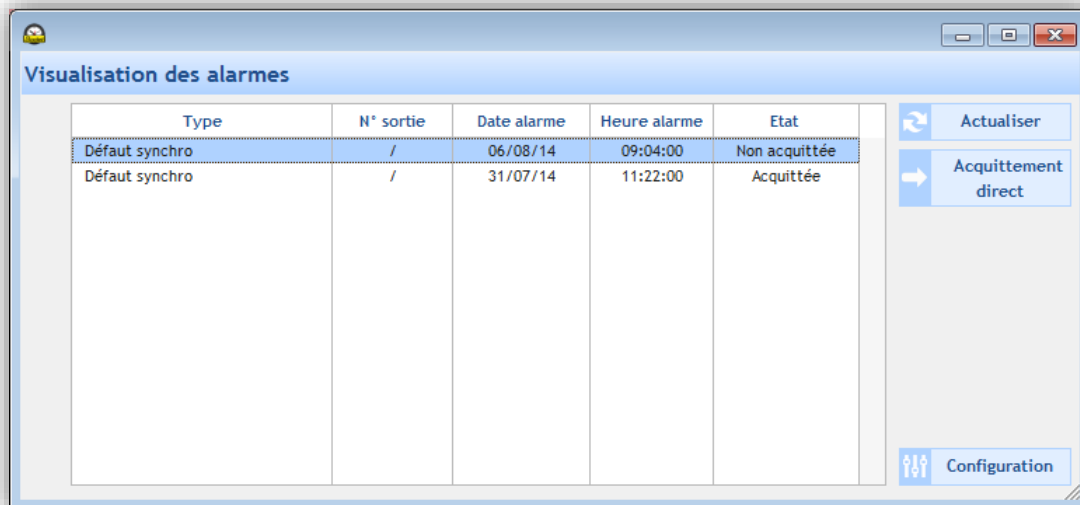 Visualisation des alarmes
Type N° sortie Date alarme Heure alarme Etat
Défaut synchro / 06/08/14 09:04:00 Non acquittée
Défaut synchro / 31/07/14 11:22:00 Acquittée
Actualiser
Acquittement
direct
Configuration